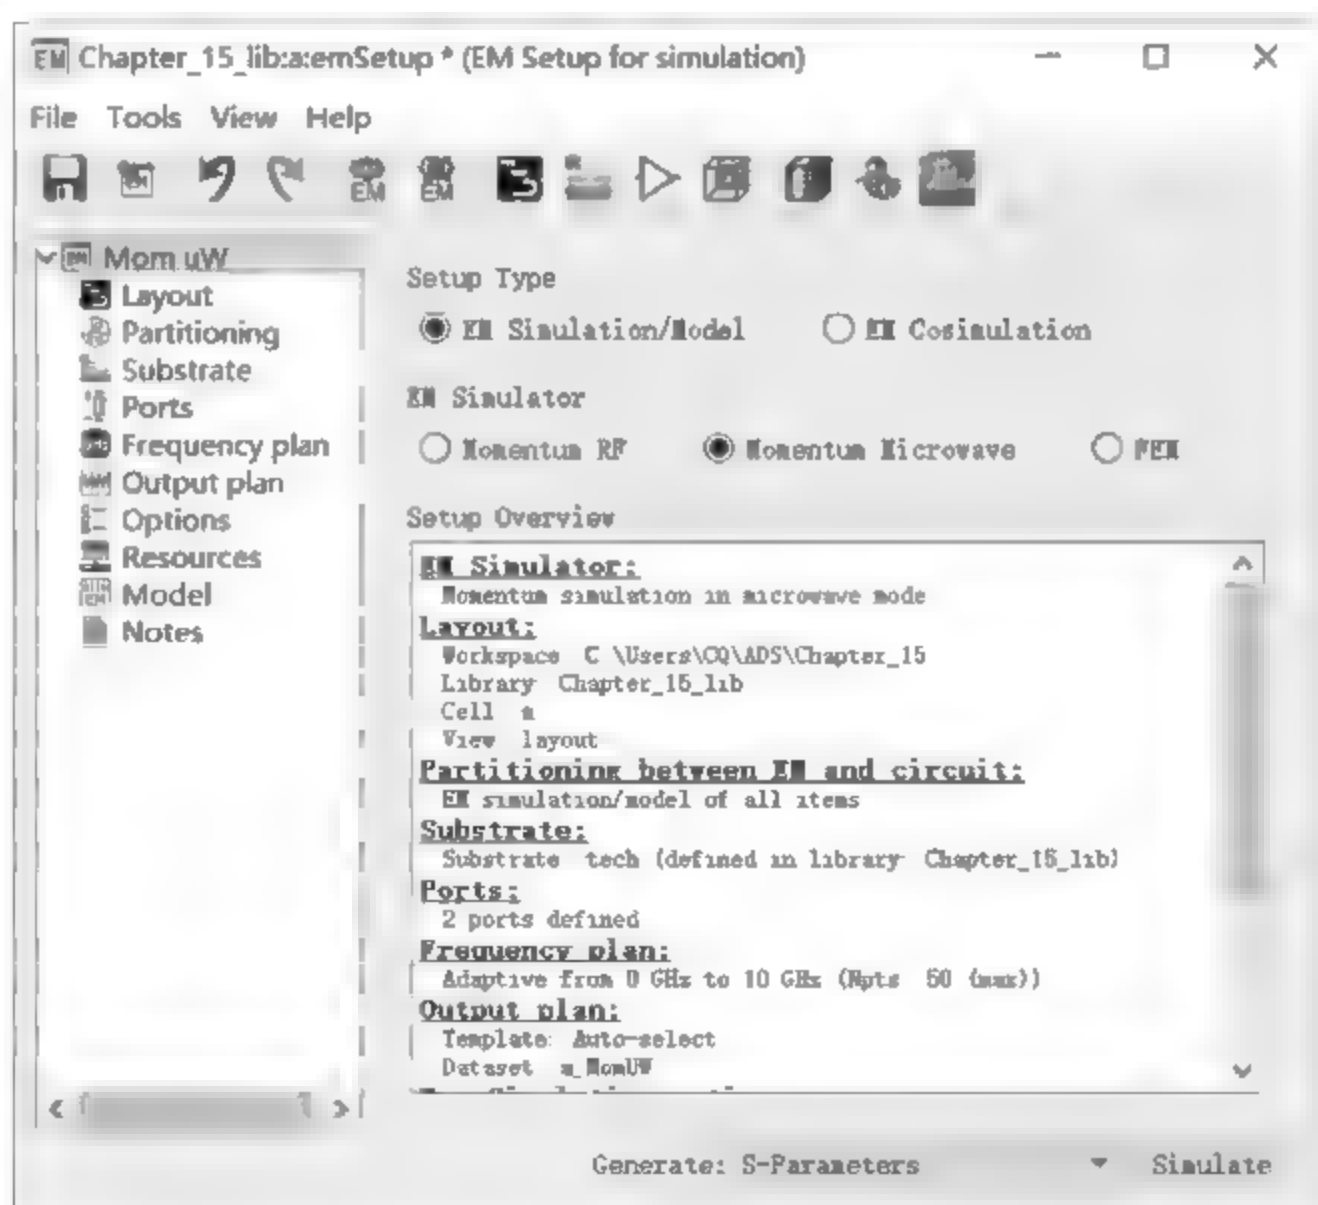 Chapter_15_lib:a:emSetup * (EM Setup for simulation)
File Tools View Help
Mom uW
Layout
Partitioning
Substrate
Ports
Frequency plan
Output plan
Options
Resources
Model
Notes
Setup Type
EM Simulation/Model EM Cosimulation
EM Simulator
Momentum RF Momentum Microwave FEM
Setup Overview
EM Simulator:
Momentum simulation in microwave mode
Layout:
Workspace C \Users\CQ\ADS\Chapter_15
Library Chapter_15_lib
Cell a
View layout
Partitioning between EM and circuit:
EM simulation/model of all items
Substrate:
Substrate tech (defined in library Chapter_15_lib)
Ports:
2 ports defined
Frequency plan:
Adaptive from 0 GHz to 10 GHz (Npts 50 (max))
Output plan:
Template: Auto-select
Dataset a_MomUW
Generate: S-Parameters Simulate